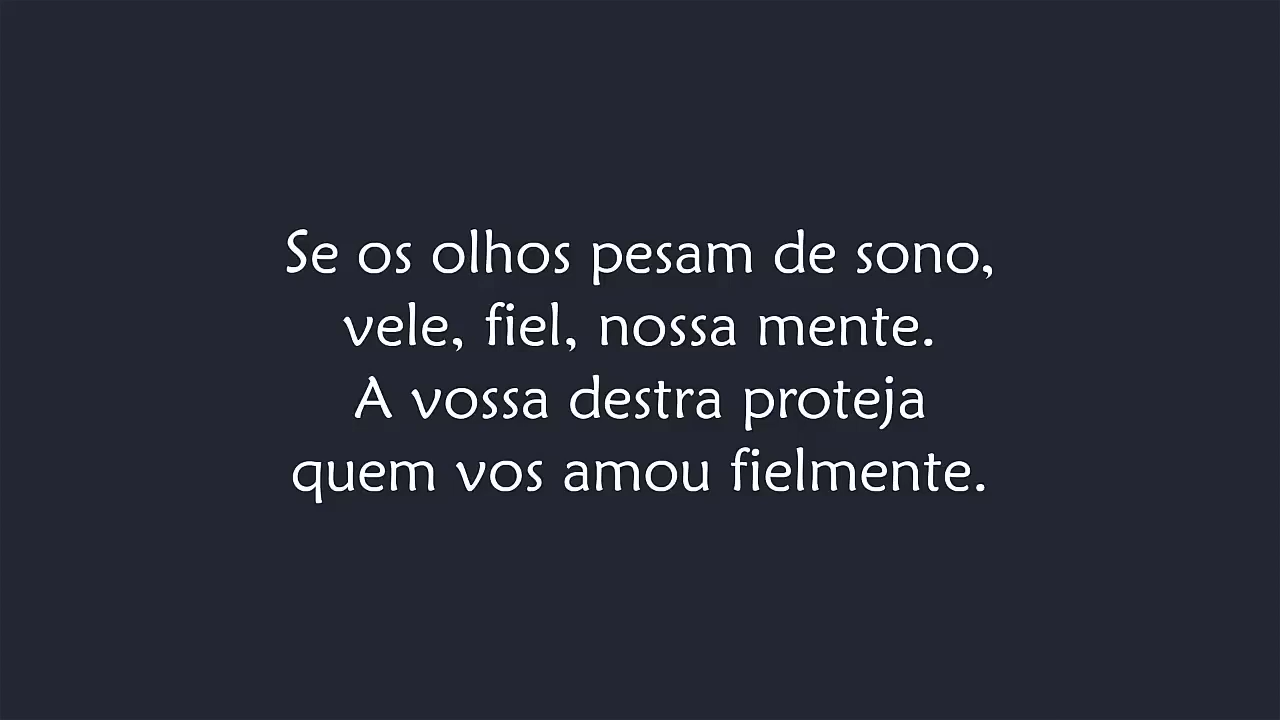 Se os olhos pesam de sono,
vele, fiel, nossa mente.
A vossa destra proteja
quem vos amou fielmente.